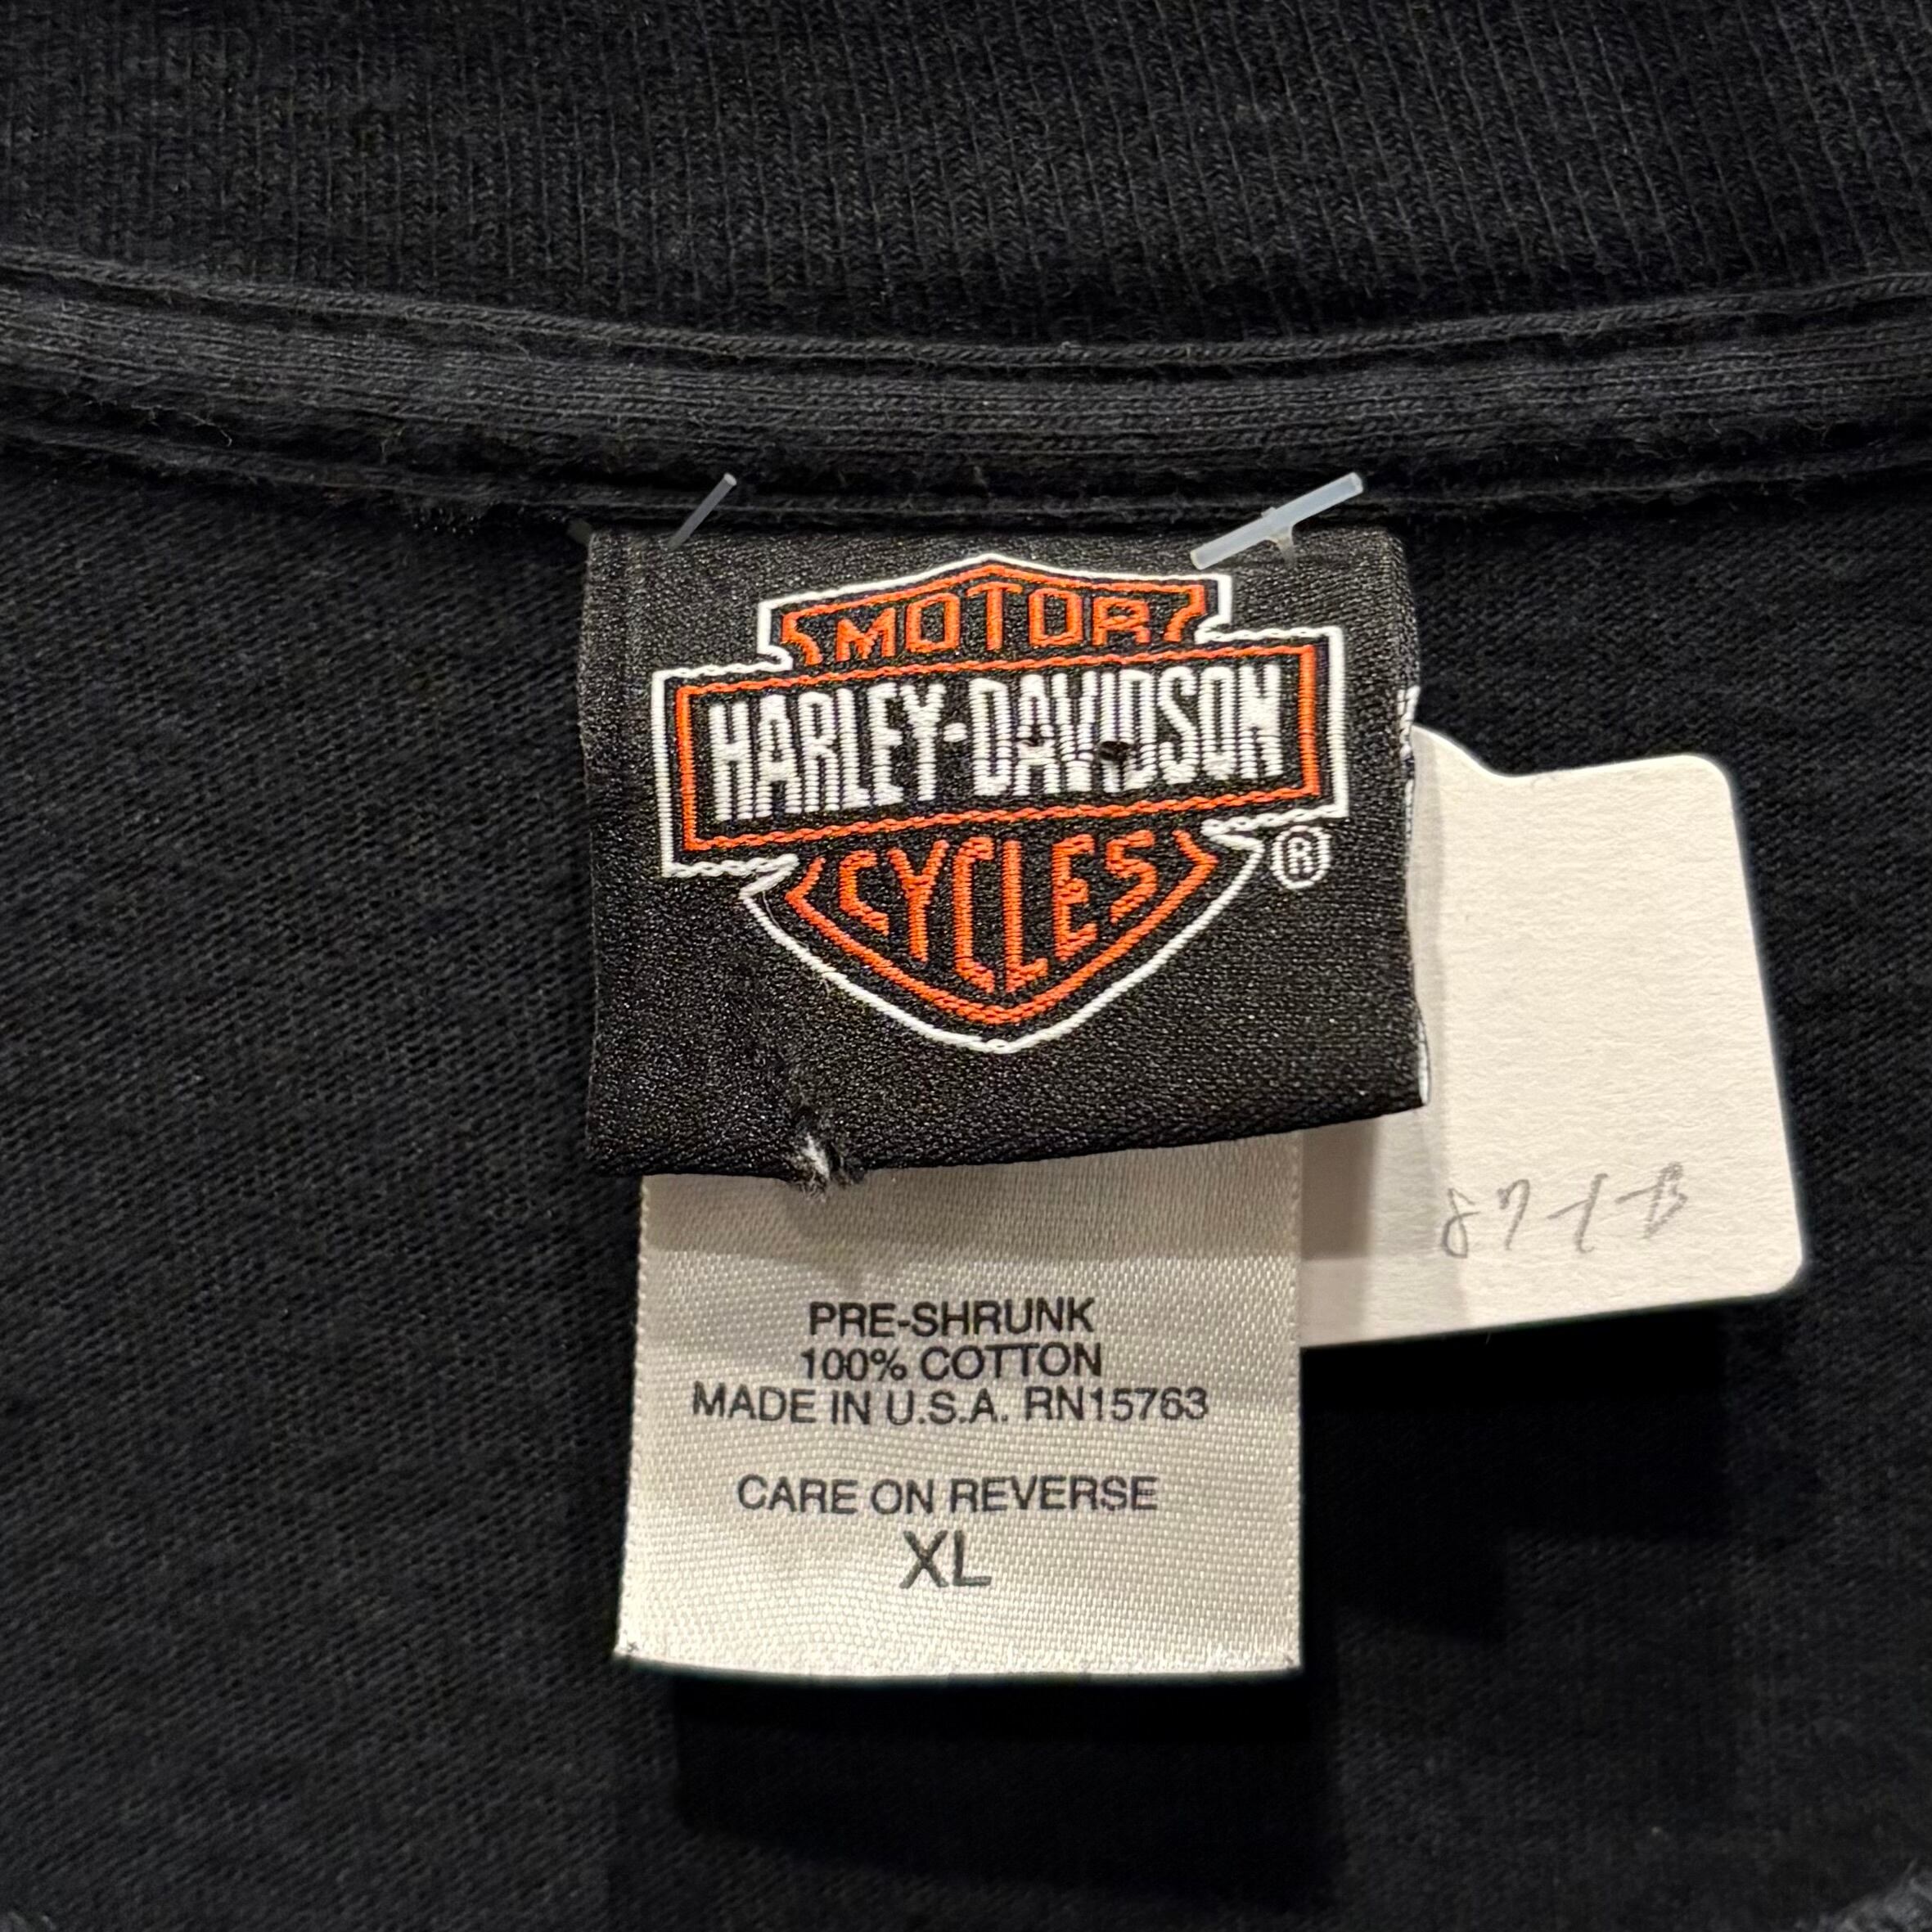 MOTOR
HARLEY-DAVIDSON
CYCLES
®
PRE-SHRUNK
100% COTTON
MADE IN U.S.A. RN15763
CARE ON REVERSE
XL